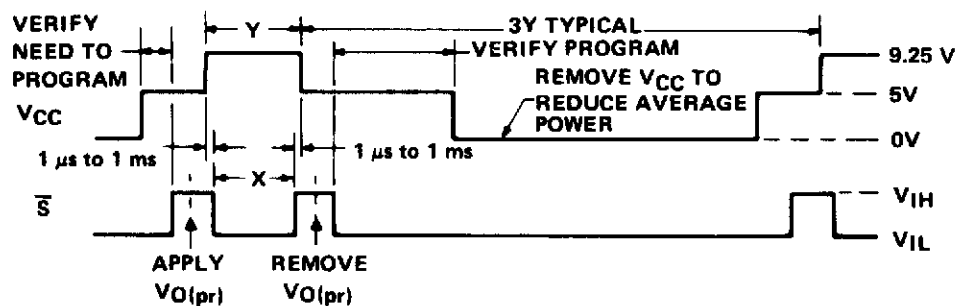 VERIFY
NEED TO
PROGRAM
Y
3Y TYPICAL
VERIFY PROGRAM
9.25 V
REMOVE VCC TO
REDUCE AVERAGE
POWER
5V
VCC
0V
1 μs to 1 ms
1 μs to 1 ms
X
S̅
VIH
VIL
APPLY
VO(pr)
REMOVE
VO(pr)